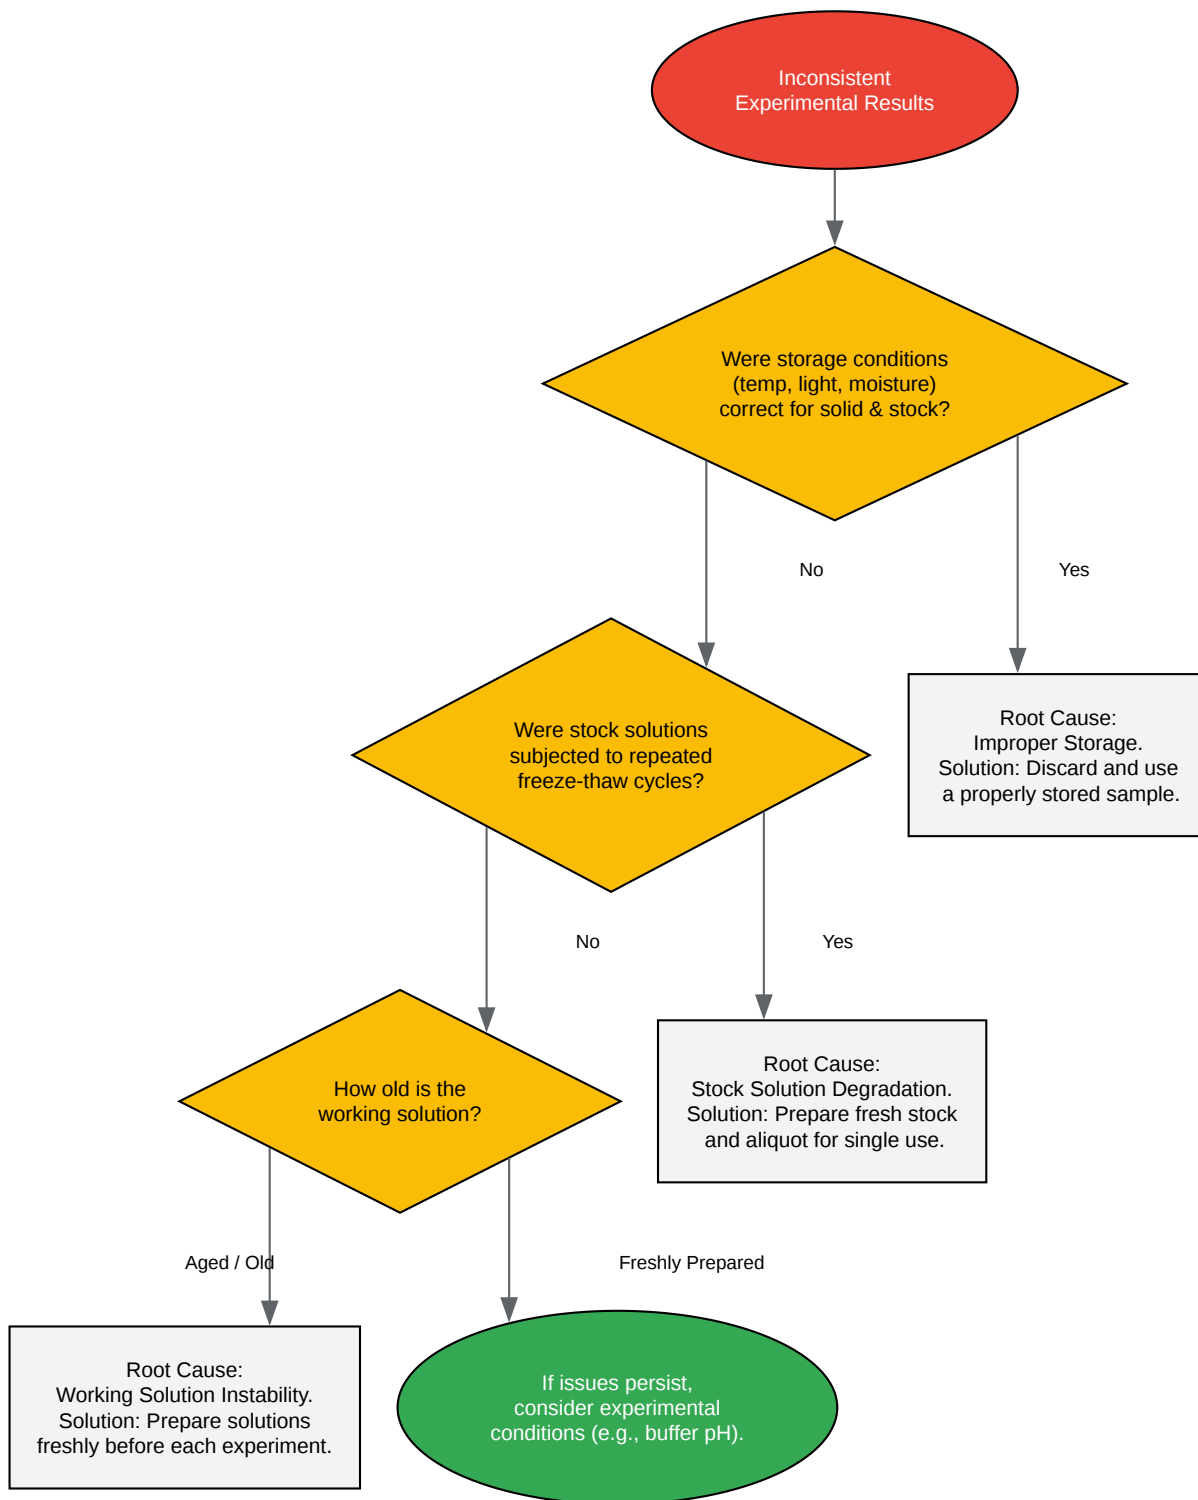 Inconsistent
Experimental Results
Were storage conditions
(temp, light, moisture)
correct for solid & stock?
No
Yes
Were stock solutions
subjected to repeated
freeze-thaw cycles?
Root Cause:
Improper Storage.
Solution: Discard and use
a properly stored sample.
No
Yes
How old is the
working solution?
Root Cause:
Stock Solution Degradation.
Solution: Prepare fresh stock
and aliquot for single use.
Aged / Old
Freshly Prepared
Root Cause:
Working Solution Instability.
Solution: Prepare solutions
freshly before each experiment.
If issues persist,
consider experimental
conditions (e.g., buffer pH).